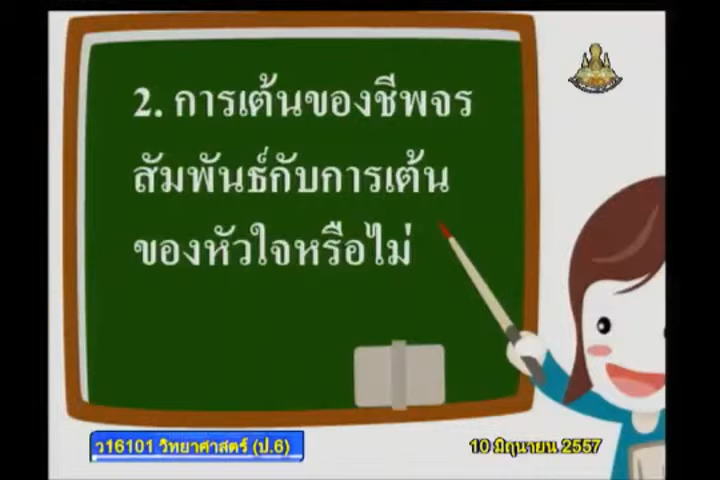 2. การเต้นของชีพจร
สัมพันธ์กับการเต้น
ของหัวใจหรือไม่
ว16101 วิทยาศาสตร์ (ป.6)
10 มิถุนายน 2557